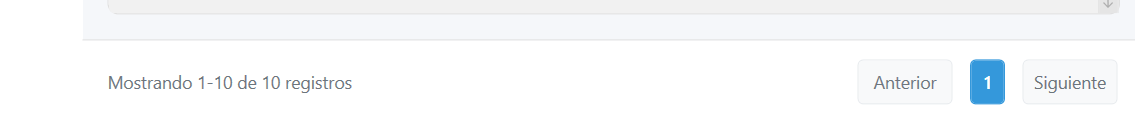 Mostrando 1-10 de 10 registros
Anterior 1 Siguiente